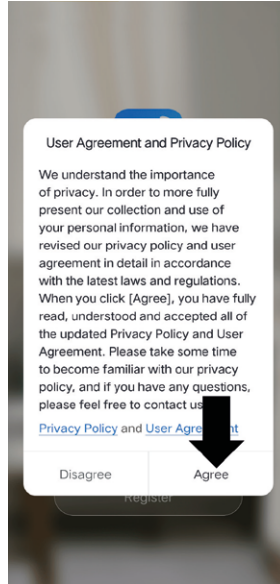 User Agreement and Privacy Policy
We understand the importance
of privacy. In order to more fully
present our collection and use of
your personal information, we have
revised our privacy policy and user
agreement in detail in accordance
with the latest laws and regulations.
When you click [Agree], you have fully
read, understood and accepted all of
the updated Privacy Policy and User
Agreement. Please take some time
to become familiar with our privacy
policy, and if you have any questions,
please feel free to contact us
Privacy Policy and User Agreement
Disagree Agree
Register